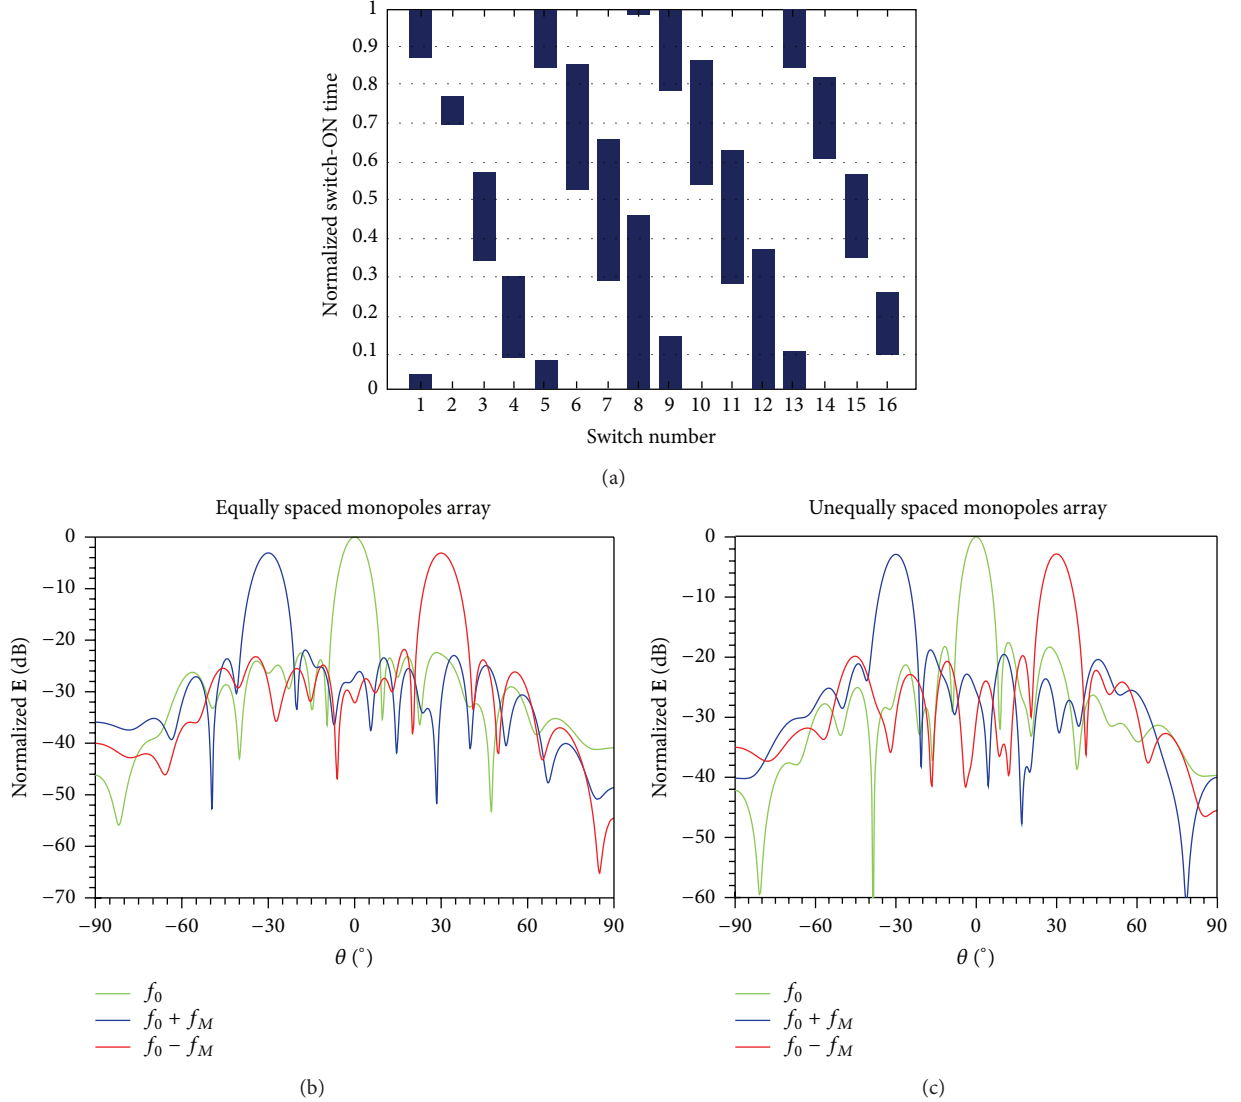 1
0.9
0.8
0.7
0.6
0.5
0.4
0.3
0.2
0.1
0
Normalized switch-ON time
1 2 3 4 5 6 7 8 9 10 11 12 13 14 15 16
Switch number
(a)
Equally spaced monopoles array
0
−10
−20
−30
−40
−50
−60
−70
Normalized E (dB)
−90 −60 −30 0 30 60 90
θ (°)
f0
f0 + fM
f0 − fM
(b)
Unequally spaced monopoles array
0
−10
−20
−30
−40
−50
−60
Normalized E (dB)
−90 −60 −30 0 30 60 90
θ (°)
f0
f0 + fM
f0 − fM
(c)